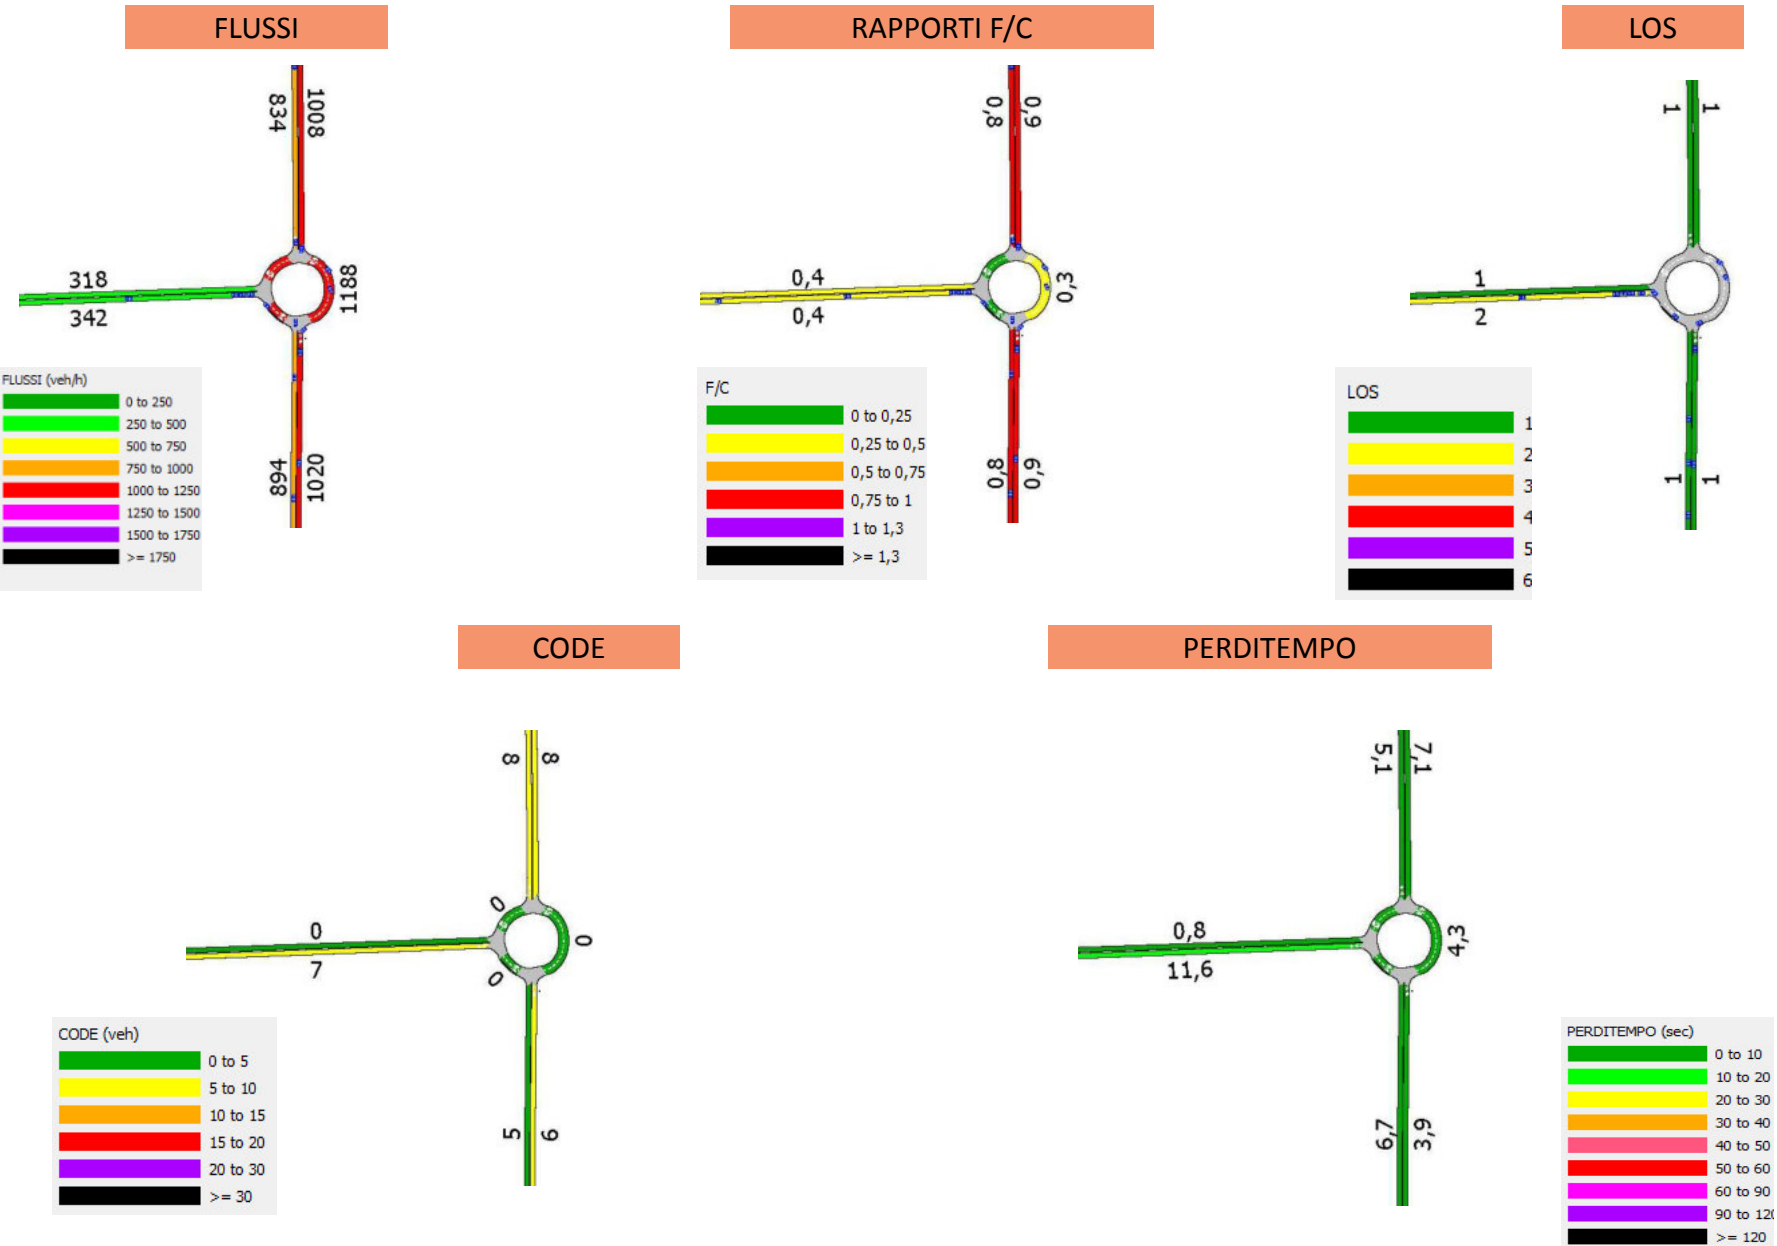 FLUSSI
834
1008
318
342
1188
894
1020
FLUSSI (veh/h)
0 to 250
250 to 500
500 to 750
750 to 1000
1000 to 1250
1250 to 1500
1500 to 1750
>= 1750
RAPPORTI F/C
0,8
0,9
0,4
0,4
0,3
0,8
0,9
F/C
0 to 0,25
0,25 to 0,5
0,5 to 0,75
0,75 to 1
1 to 1,3
>= 1,3
LOS
1
1
1
2
1
1
LOS
1
2
3
4
5
6
CODE
8
8
0
0
7
0
0
5
6
CODE (veh)
0 to 5
5 to 10
10 to 15
15 to 20
20 to 30
>= 30
PERDITEMPO
5,1
7,1
0,8
11,6
4,3
6,7
3,9
PERDITEMPO (sec)
0 to 10
10 to 20
20 to 30
30 to 40
40 to 50
50 to 60
60 to 90
90 to 120
>= 120